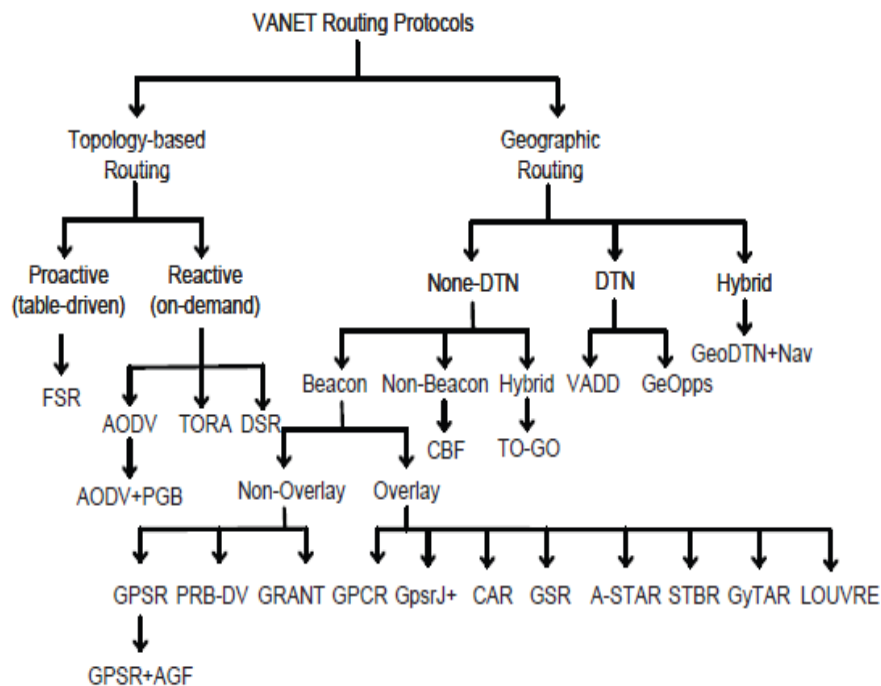 VANET Routing Protocols
Topology-based
Routing
Geographic
Routing
Proactive
(table-driven)
Reactive
(on-demand)
None-DTN
DTN
Hybrid
FSR
AODV
TORA
DSR
AODV+PGB
Beacon
Non-Beacon
Hybrid
VADD
GeOpps
GeoDTN+Nav
CBF
TO-GO
Non-Overlay
Overlay
GPSR
PRB-DV
GRANT
GPCR
GpsrJ+
CAR
GSR
A-STAR
STBR
GyTAR
LOUVRE
GPSR+AGF